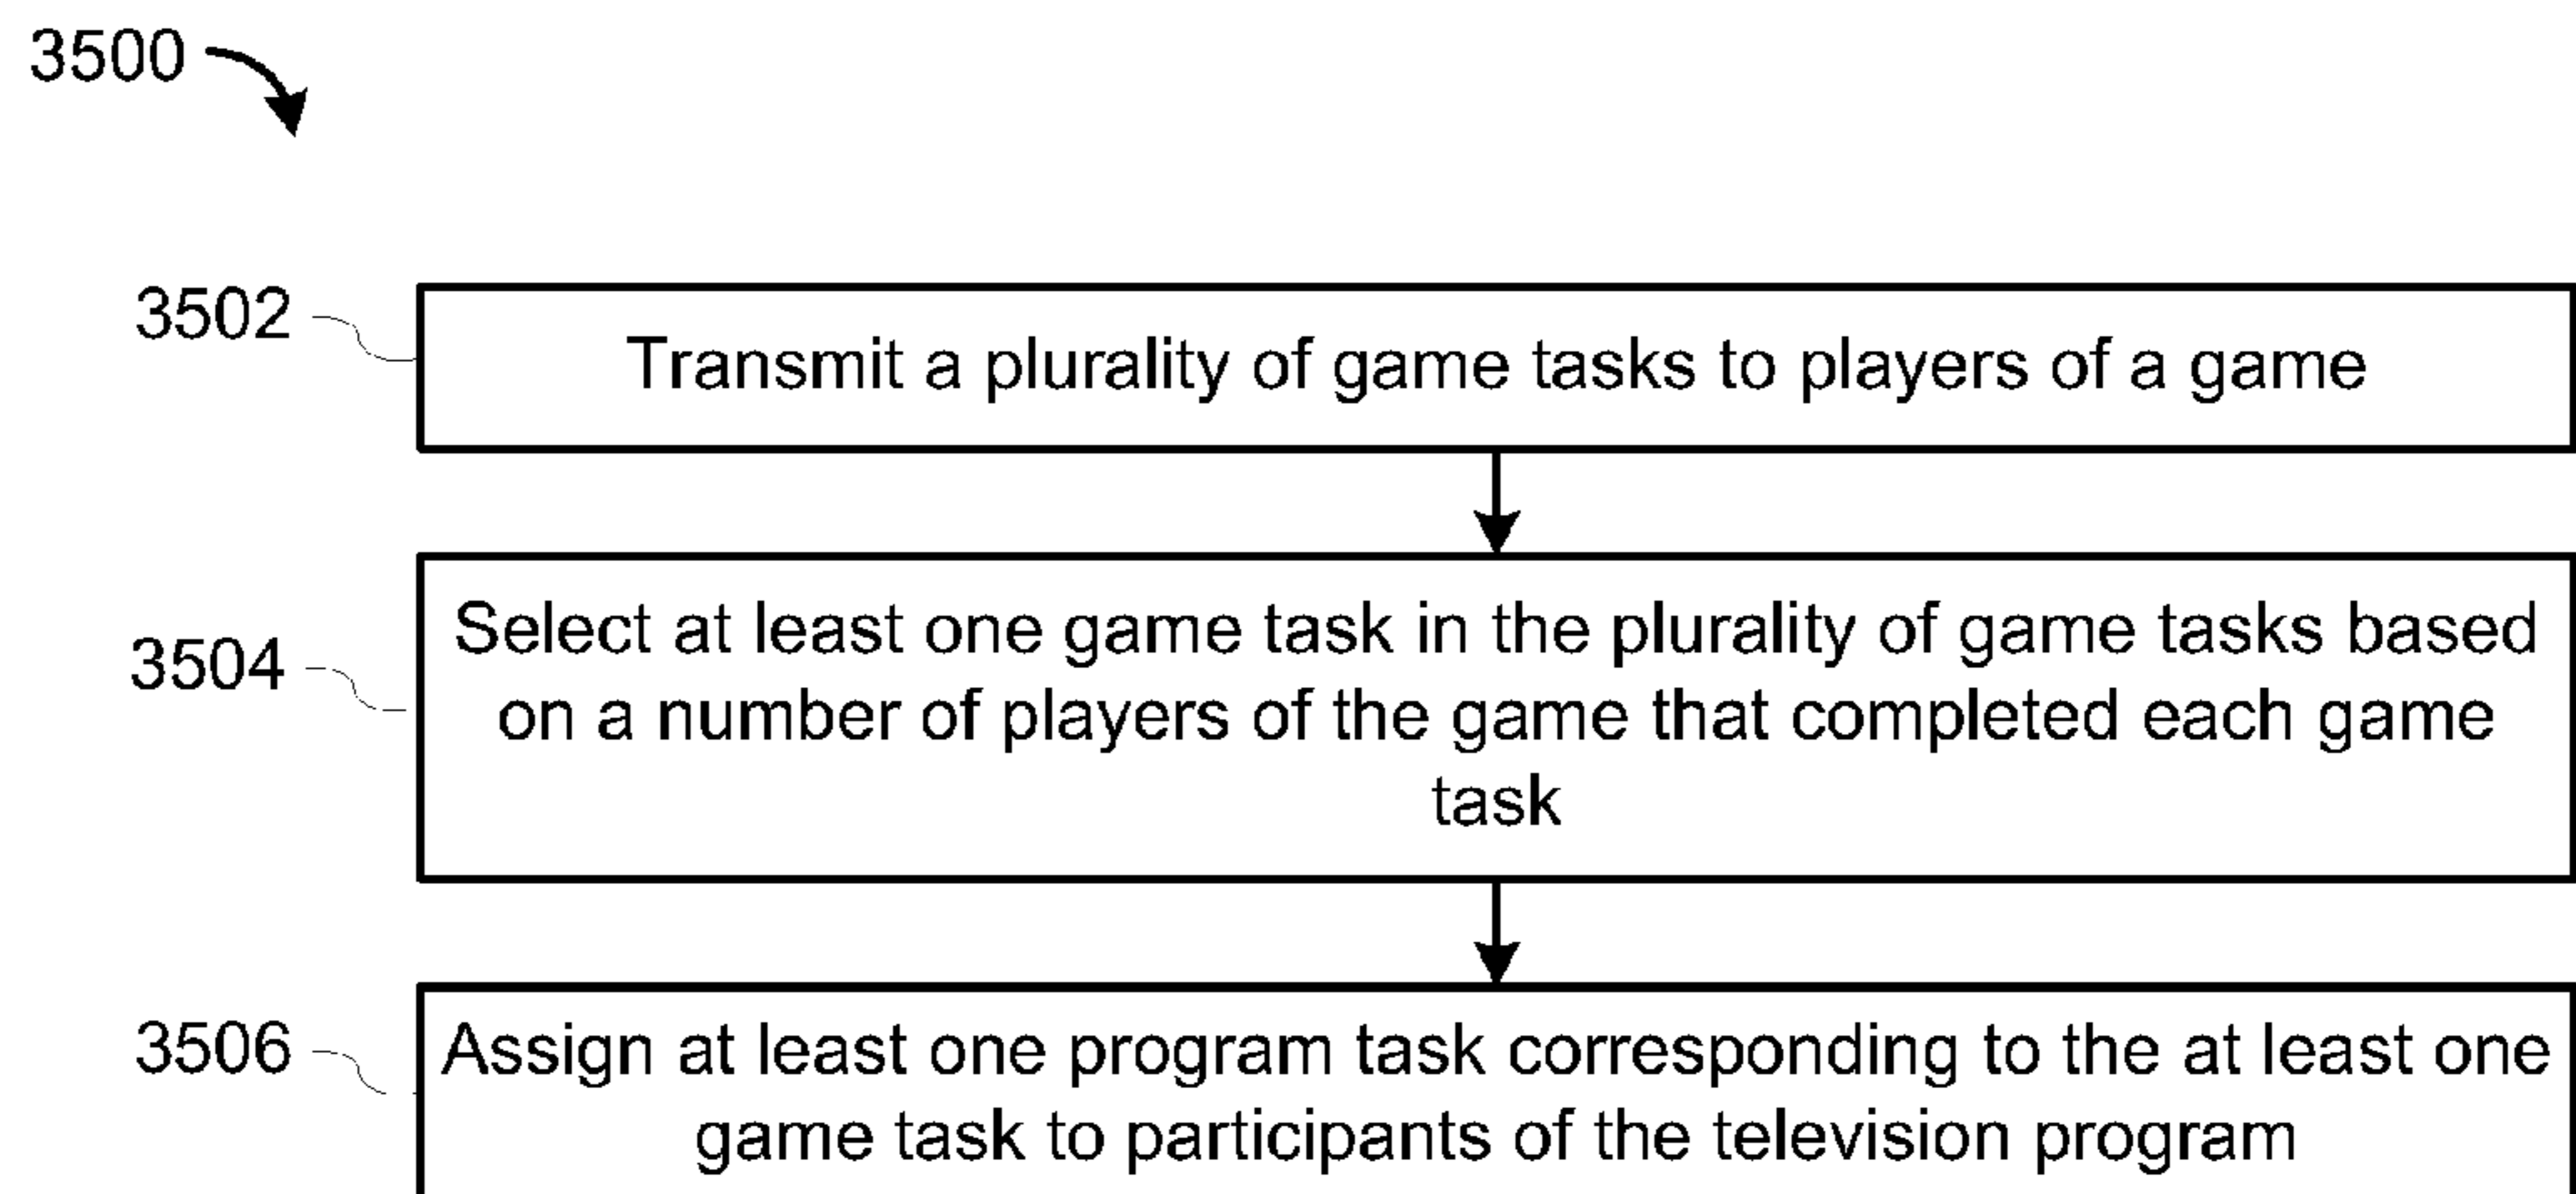 3500
3502
Transmit a plurality of game tasks to players of a game
3504
Select at least one game task in the plurality of game tasks based
on a number of players of the game that completed each game
task
3506
Assign at least one program task corresponding to the at least one
game task to participants of the television program